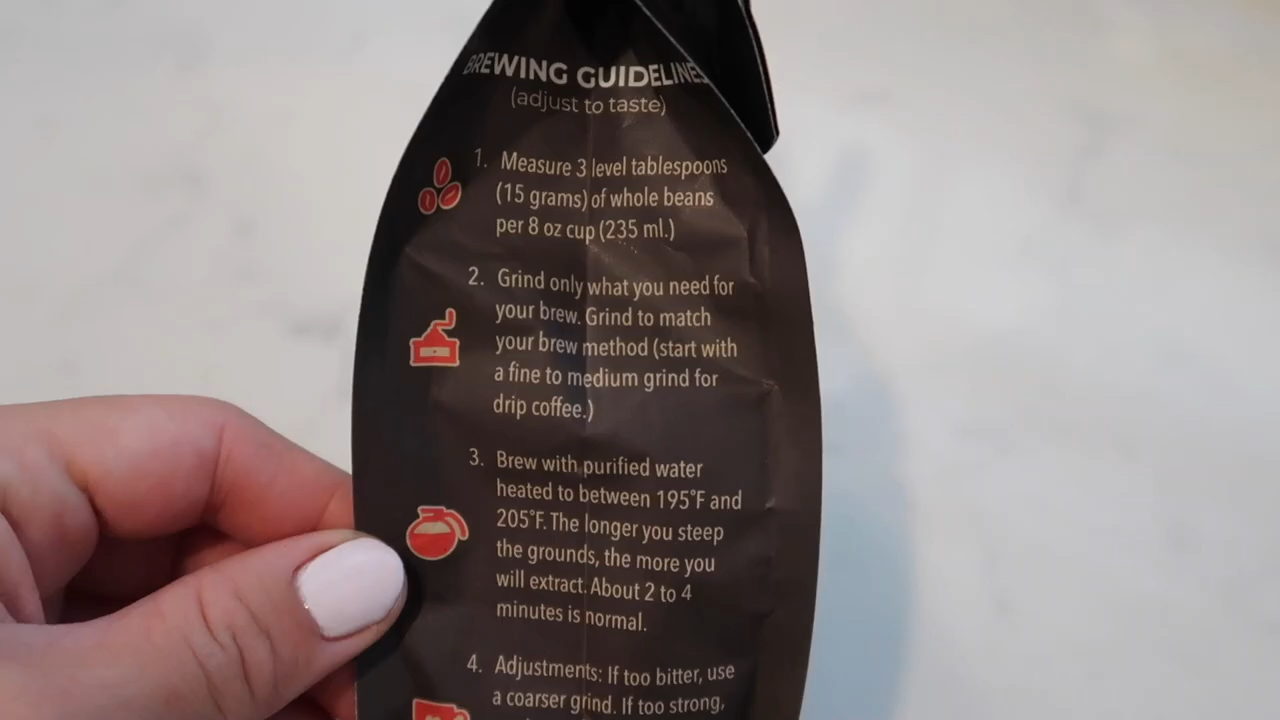 BREWING GUIDELINES
(adjust to taste)
1. Measure 3 level tablespoons
(15 grams) of whole beans
per 8 oz cup (235 ml.)
2. Grind only what you need for
your brew. Grind to match
your brew method (start with
a fine to medium grind for
drip coffee.)
3. Brew with purified water
heated to between 195°F and
205°F. The longer you steep
the grounds, the more you
will extract. About 2 to 4
minutes is normal.
4. Adjustments: If too bitter, use
a coarser grind. If too strong,